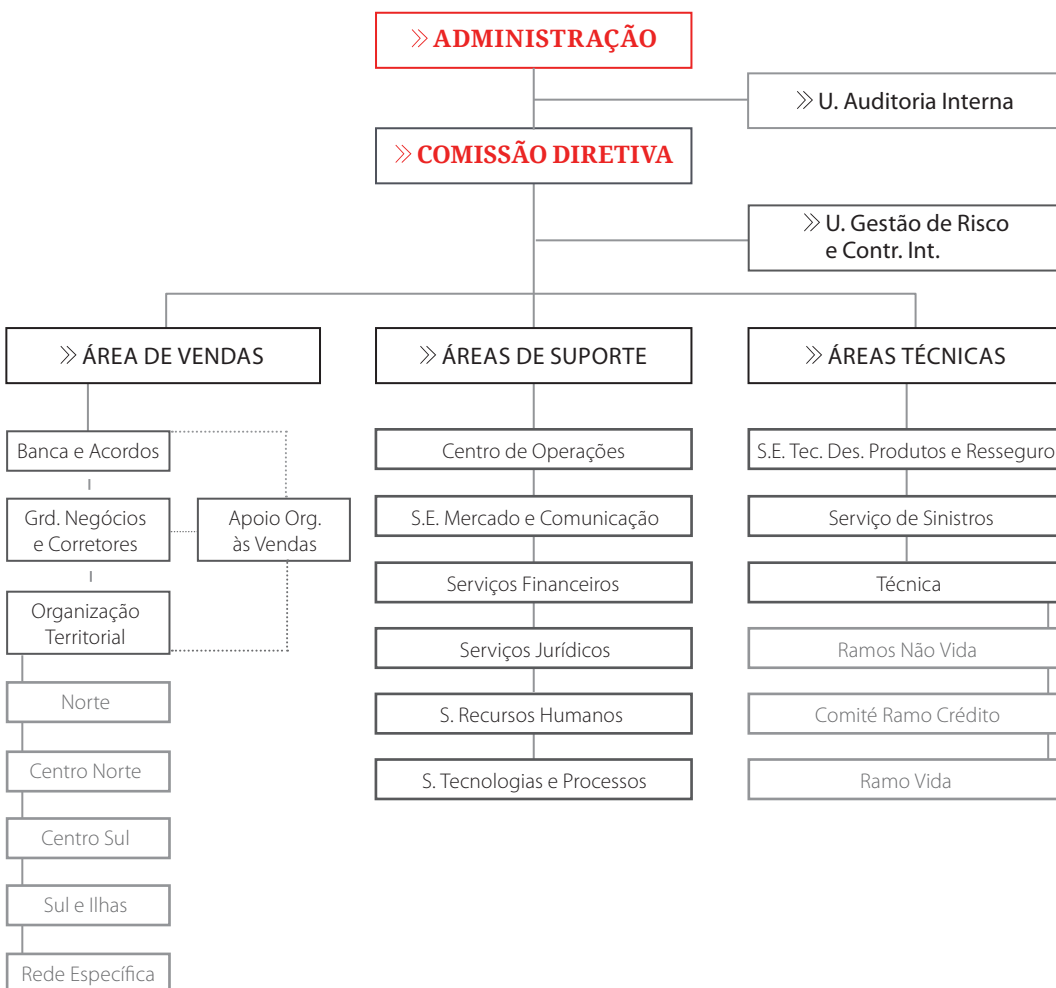 » ADMINISTRAÇÃO
» U. Auditoria Interna
» COMISSÃO DIRETIVA
» U. Gestão de Risco
e Contr. Int.
» ÁREA DE VENDAS
Banca e Acordos
Grd. Negócios
e Corretores
Apoio Org.
às Vendas
Organização
Territorial
Norte
Centro Norte
Centro Sul
Sul e Ilhas
Rede Específica
» ÁREAS DE SUPORTE
Centro de Operações
S.E. Mercado e Comunicação
Serviços Financeiros
Serviços Jurídicos
S. Recursos Humanos
S. Tecnologias e Processos
» ÁREAS TÉCNICAS
S.E. Tec. Des. Produtos e Resseguro
Serviço de Sinistros
Técnica
Ramos Não Vida
Comité Ramo Crédito
Ramo Vida